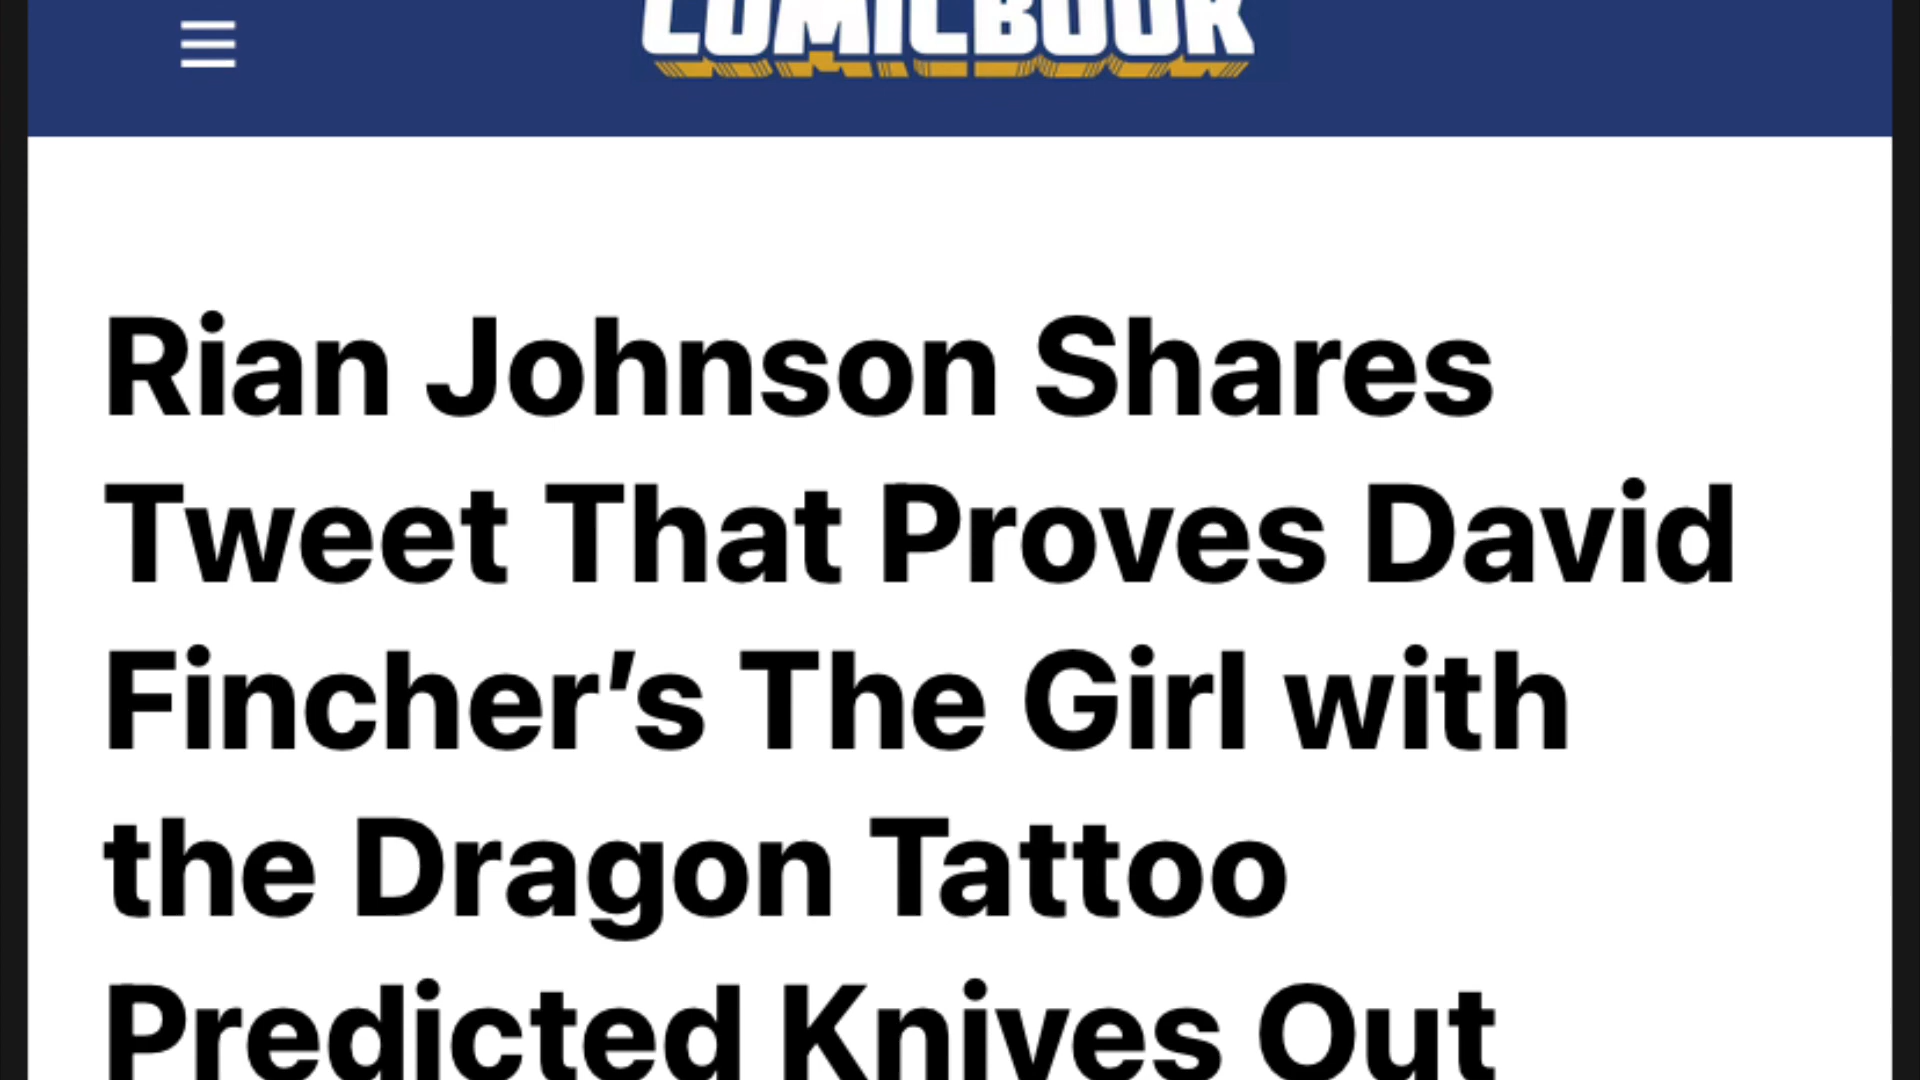 COMICBOOK
Rian Johnson Shares
Tweet That Proves David
Fincher’s The Girl with
the Dragon Tattoo
Predicted Knives Out